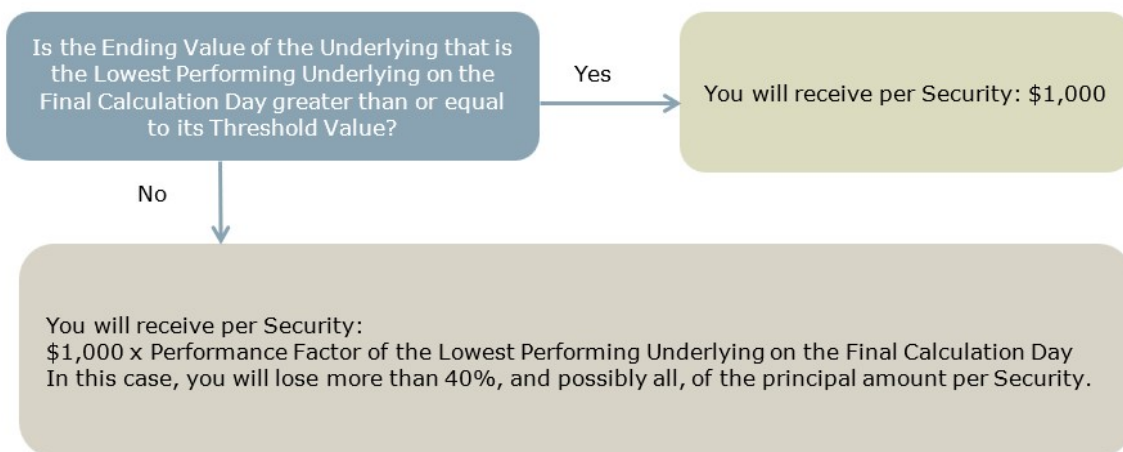 Is the Ending Value of the Underlying that is
the Lowest Performing Underlying on the
Final Calculation Day greater than or equal
to its Threshold Value?
Yes
You will receive per Security: $1,000
No
You will receive per Security:
$1,000 x Performance Factor of the Lowest Performing Underlying on the Final Calculation Day
In this case, you will lose more than 40%, and possibly all, of the principal amount per Security.